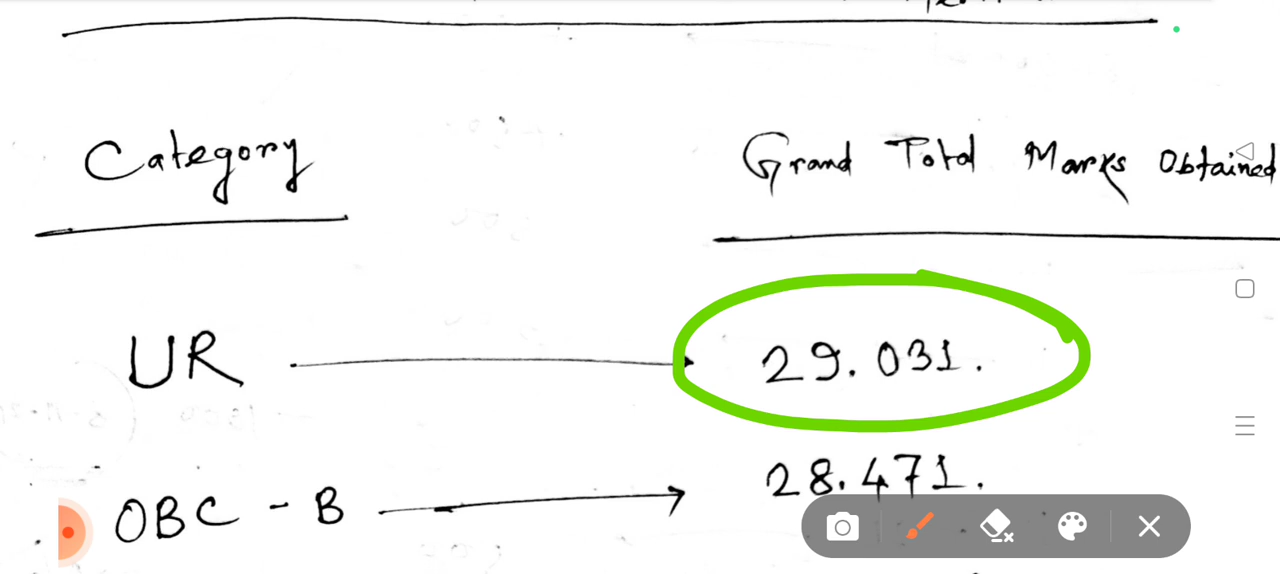 Category Grand Total Marks Obtained
UR 29.031.
OBC - B 28.471.